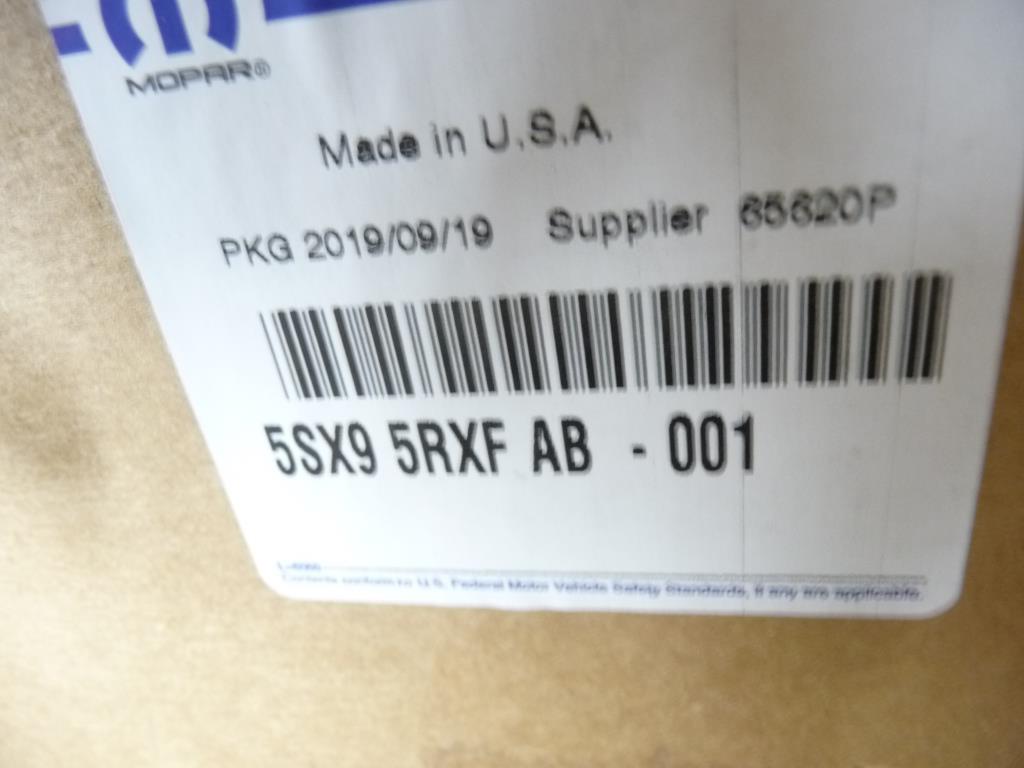 MOPAR®
Made in U.S.A.
PKG 2019/09/19 Supplier 65620P
5SX9 5RXF AB - 001
Contents conform to U.S. Federal Motor Vehicle Safety Standards, if any are applicable.